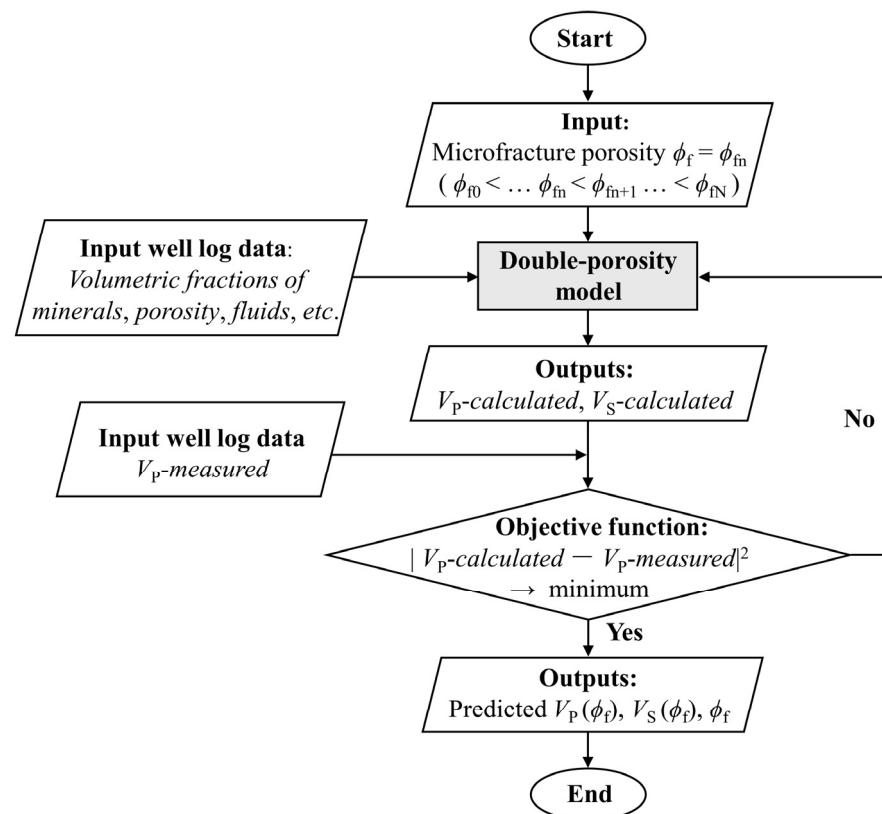 Start
Input:
Microfracture porosity ϕf = ϕfn
( ϕf0 < … ϕfn < ϕfn+1 … < ϕfN )
Input well log data:
Volumetric fractions of
minerals, porosity, fluids, etc.
Double-porosity
model
Outputs:
VP-calculated, VS-calculated
No
Input well log data
VP-measured
Objective function:
| VP-calculated − VP-measured|²
→ minimum
Yes
Outputs:
Predicted VP (ϕf), VS (ϕf), ϕf
End